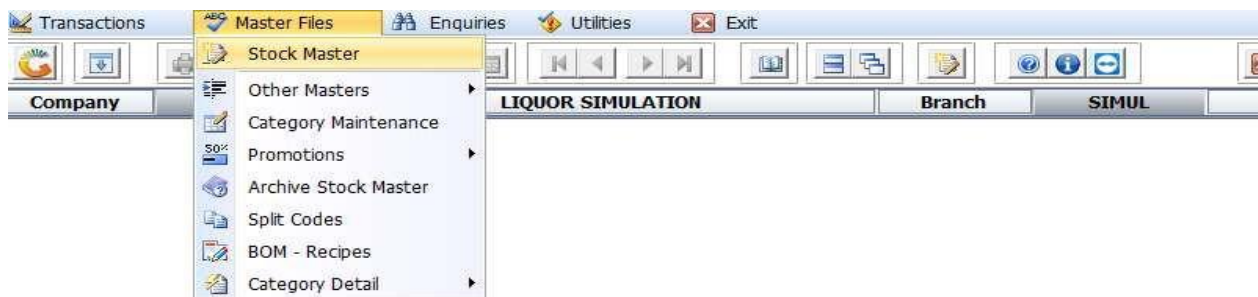 Transactions Master Files Enquiries Utilities Exit
Stock Master
Other Masters
Company LIQUOR SIMULATION Branch SIMUL
Category Maintenance
Promotions
Archive Stock Master
Split Codes
BOM - Recipes
Category Detail